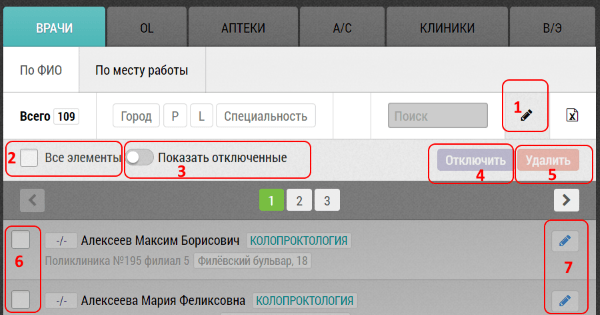 ВРАЧИ OL АПТЕКИ A/C КЛИНИКИ В/Э
По ФИО По месту работы
Всего 109 Город P L Специальность Поиск 1
2 Все элементы Показать отключенные Отключить Удалить
3 4 5
1 2 3
-/- Алексеев Максим Борисович КОЛОПРОКТОЛОГИЯ
6 Поликлиника №195 филиал 5 Филёвский бульвар, 18 7
-/- Алексеева Мария Феликсовна КОЛОПРОКТОЛОГИЯ